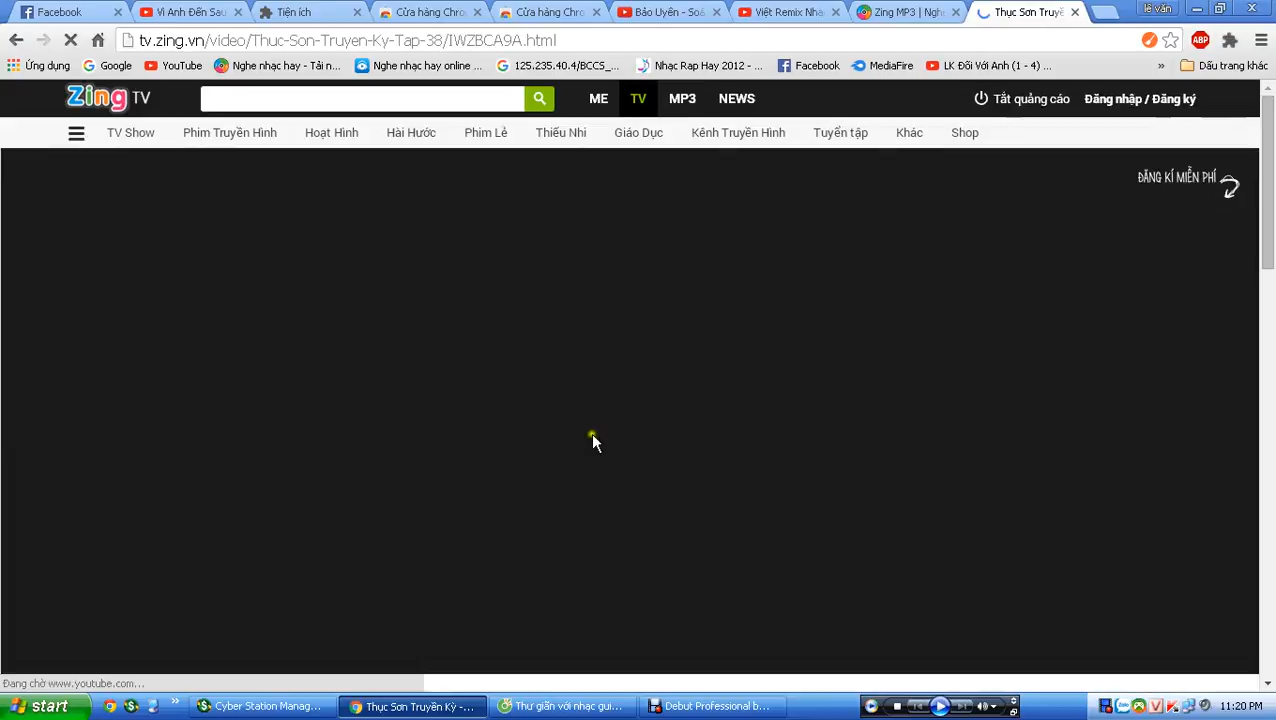 Facebook
Vì Anh Đến Sau
Tiện ích
Cửa hàng Chro
Cửa hàng Chro
Bảo Uyên - Soá
Việt Remix Nha
Zing MP3 | Ngh
Thục Sơn Truyề
lê văn
tv.zing.vn/video/Thuc-Son-Truyen-Ky-Tap-38/IWZBCA9A.html
ABP
Ứng dụng
Google
YouTube
Nghe nhạc hay - Tải n...
Nghe nhạc hay online ...
125.235.40.4/BCCS_...
Nhạc Rap Hay 2012 - ...
Facebook
MediaFire
LK Đôi Với Anh (1 - 4) ...
»
Dấu trang khác
Zing TV
ME
TV
MP3
NEWS
Tắt quảng cáo
Đăng nhập / Đăng ký
TV Show
Phim Truyền Hình
Hoạt Hình
Hài Hước
Phim Lẻ
Thiếu Nhi
Giáo Dục
Kênh Truyền Hình
Tuyển tập
Khác
Shop
ĐĂNG KÍ MIỄN PHÍ
Đang chờ www.youtube.com...
start
»
Cyber Station Manag...
Thục Sơn Truyền Kỳ -...
Thư giãn với nhạc gui...
Debut Professional b...
11:20 PM